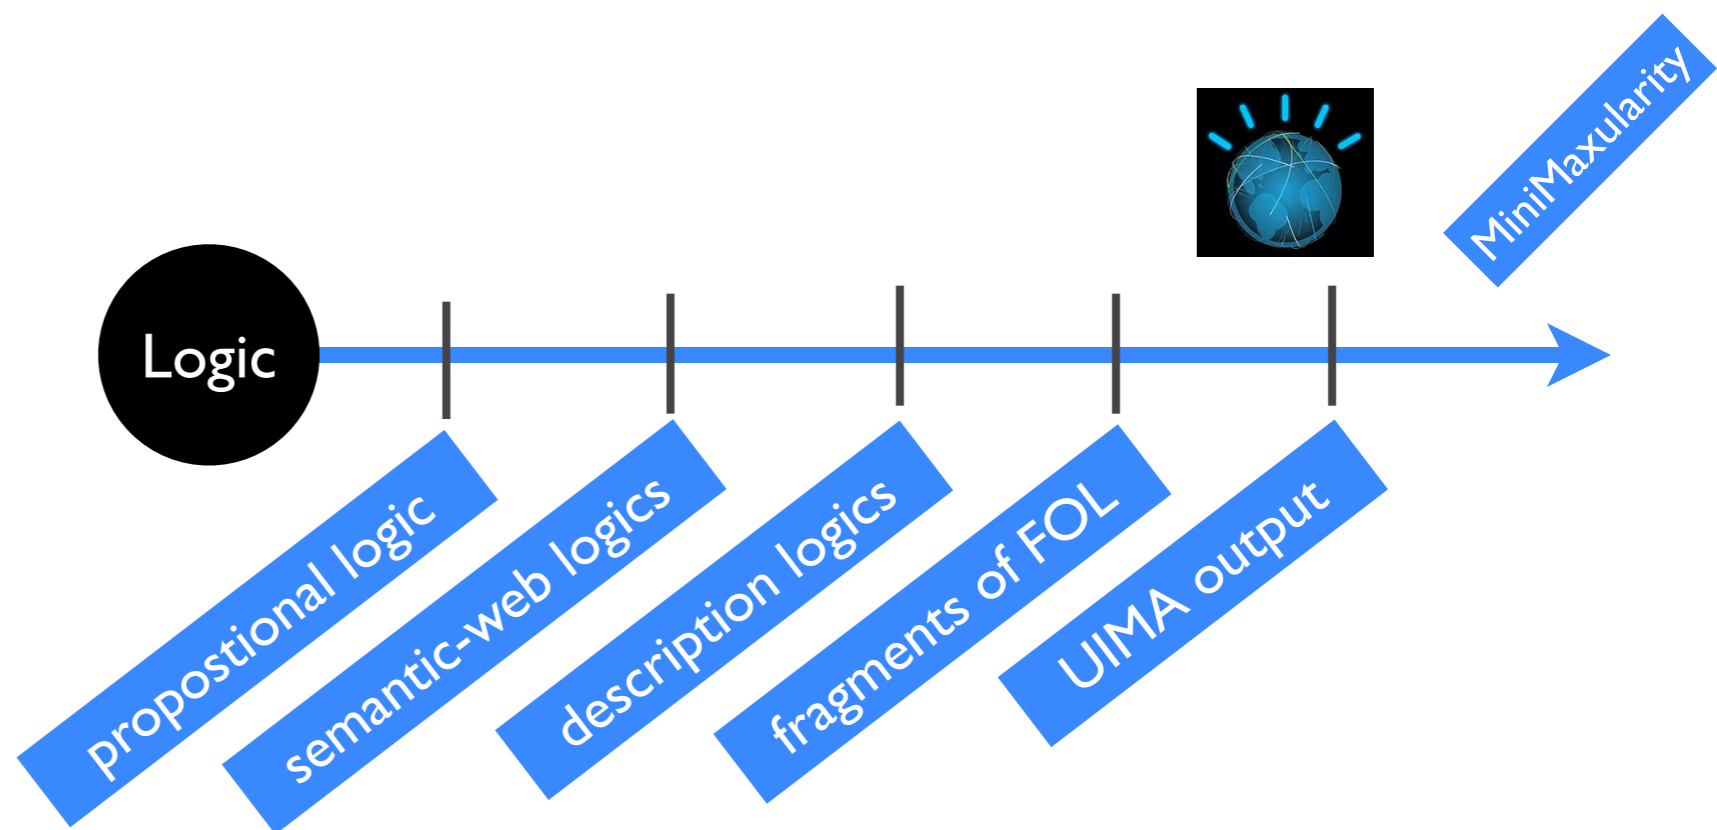 MiniMaxularity
Logic
propostional logic
semantic-web logics
description logics
fragments of FOL
UIMA output